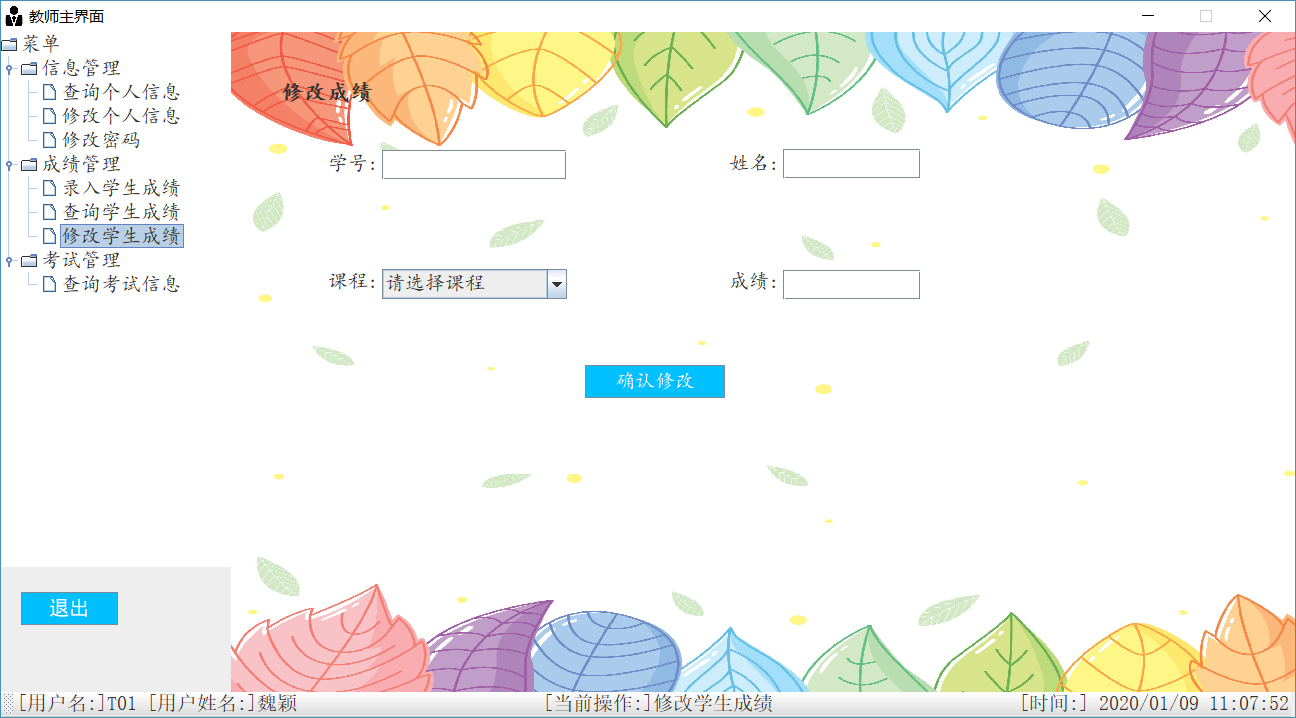 教师主界面
菜单
信息管理
查询个人信息
修改个人信息
修改密码
成绩管理
录入学生成绩
查询学生成绩
修改学生成绩
考试管理
查询考试信息
退出
修改成绩
学号: 姓名:
课程: 请选择课程 成绩:
确认修改
[用户名:]T01 [用户姓名:]魏颖 [当前操作:]修改学生成绩 [时间:] 2020/01/09 11:07:52